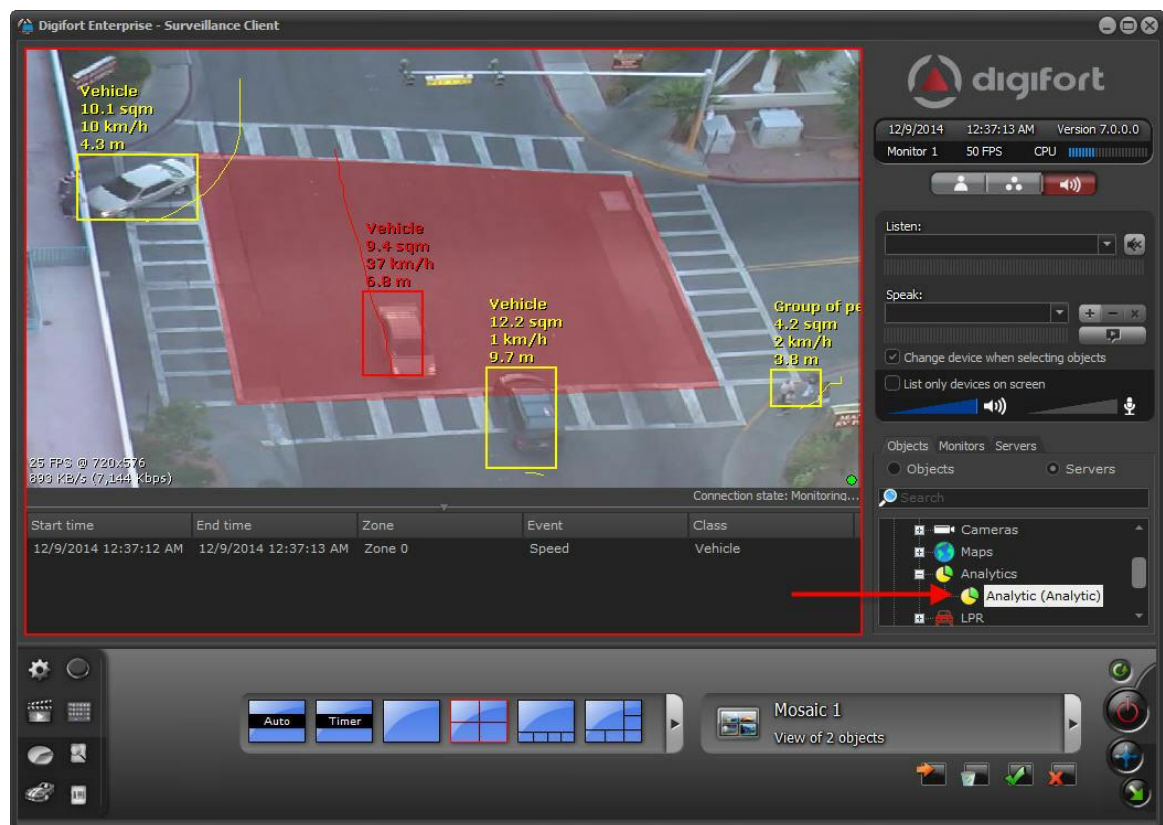 Digifort Enterprise - Surveillance Client
Vehicle
10.1 sqm
10 km/h
4.3 m
Vehicle
9.4 sqm
37 km/h
6.8 m
Vehicle
12.2 sqm
1 km/h
9.7 m
Group of pe
4.2 sqm
2 km/h
3.8 m
25 FPS @ 720x576
893 KB/s (7,144 Kbps)
Connection state: Monitoring...
Start time End time Zone Event Class
12/9/2014 12:37:12 AM 12/9/2014 12:37:13 AM Zone 0 Speed Vehicle
digifort
12/9/2014 12:37:13 AM Version 7.0.0.0
Monitor 1 50 FPS CPU
Listen:
Speak:
Change device when selecting objects
List only devices on screen
Objects Monitors Servers
Objects Servers
Search
Cameras
Maps
Analytics
Analytic (Analytic)
LPR
Auto Timer
Mosaic 1
View of 2 objects